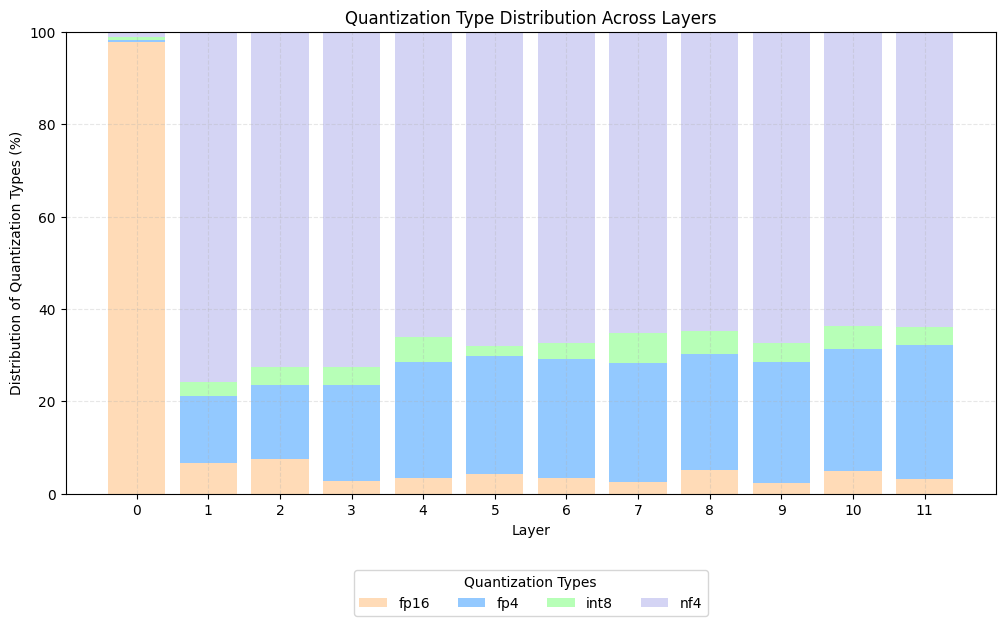 Quantization Type Distribution Across Layers
Distribution of Quantization Types (%)
100
80
60
40
20
0
0 1 2 3 4 5 6 7 8 9 10 11
Layer
Quantization Types
fp16 fp4 int8 nf4